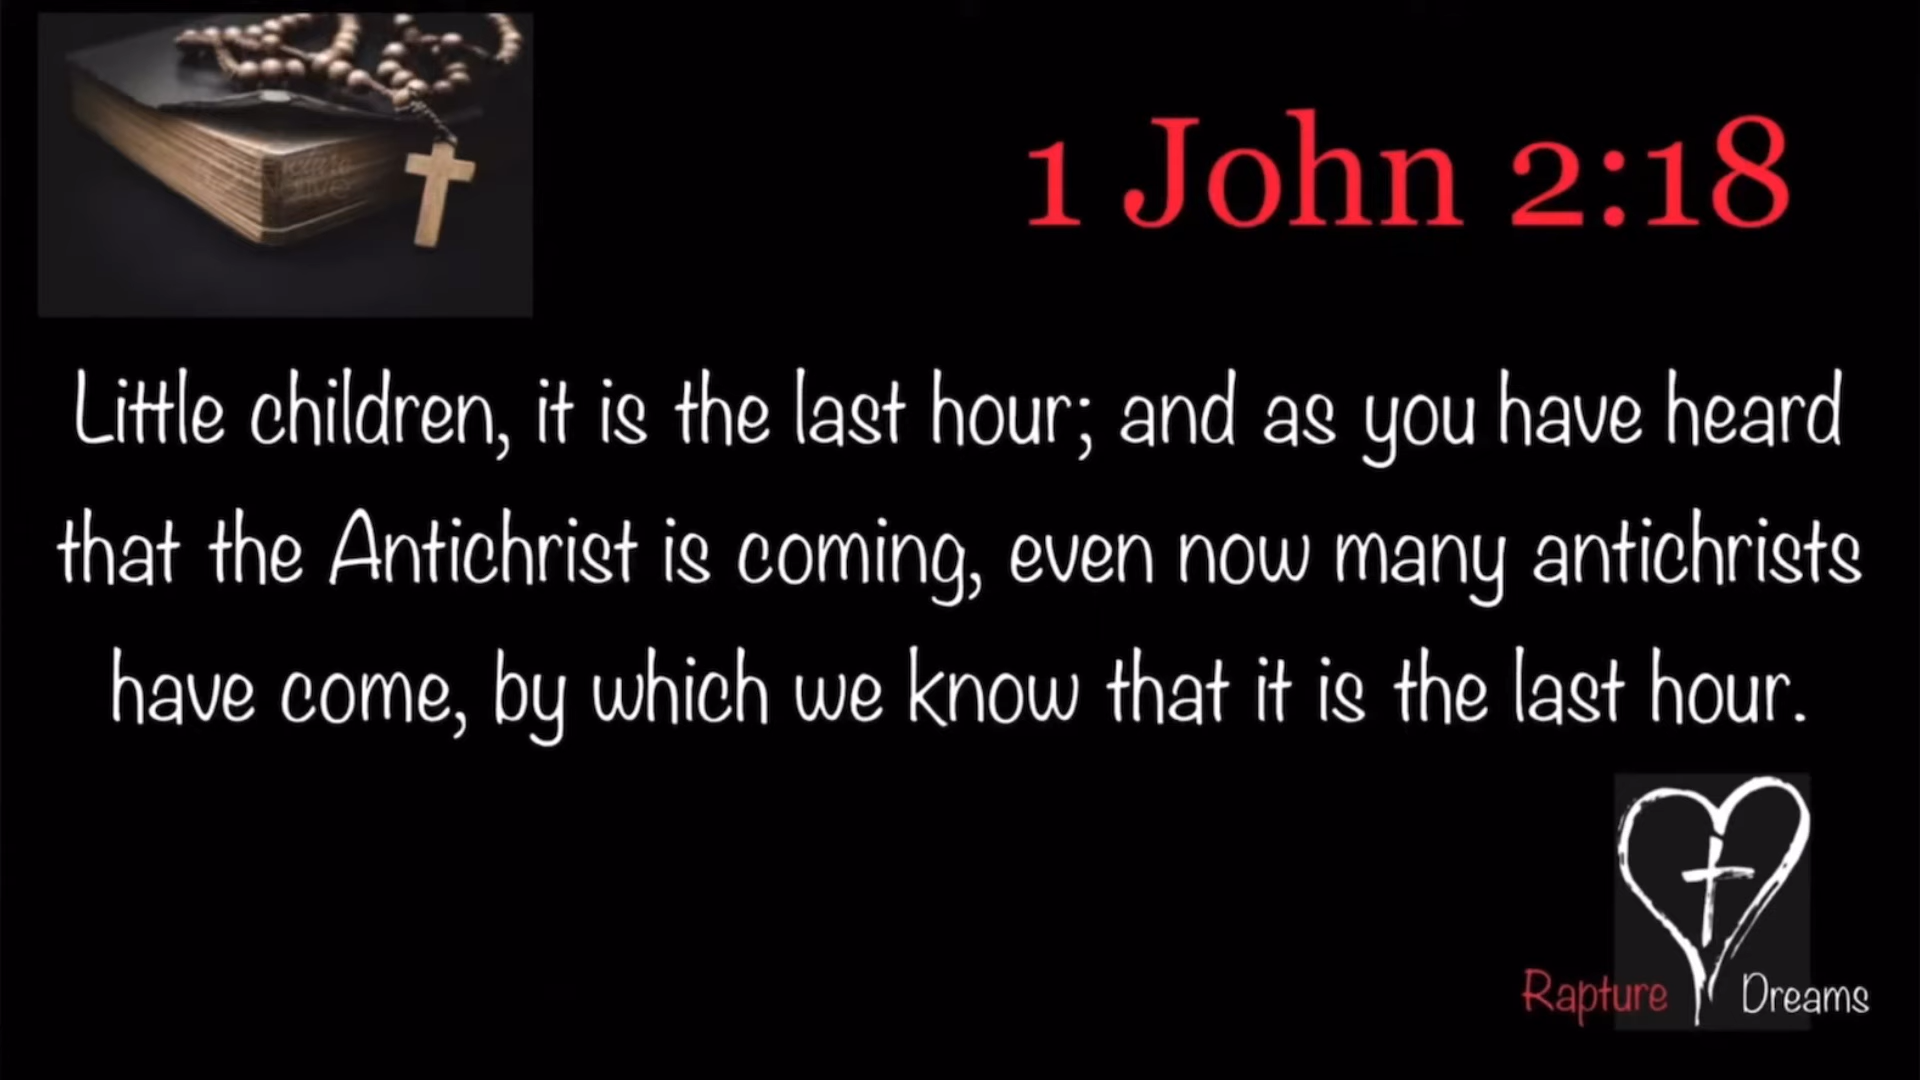 1 John 2:18
Little children, it is the last hour; and as you have heard
that the Antichrist is coming, even now many antichrists
have come, by which we know that it is the last hour.
Rapture Dreams